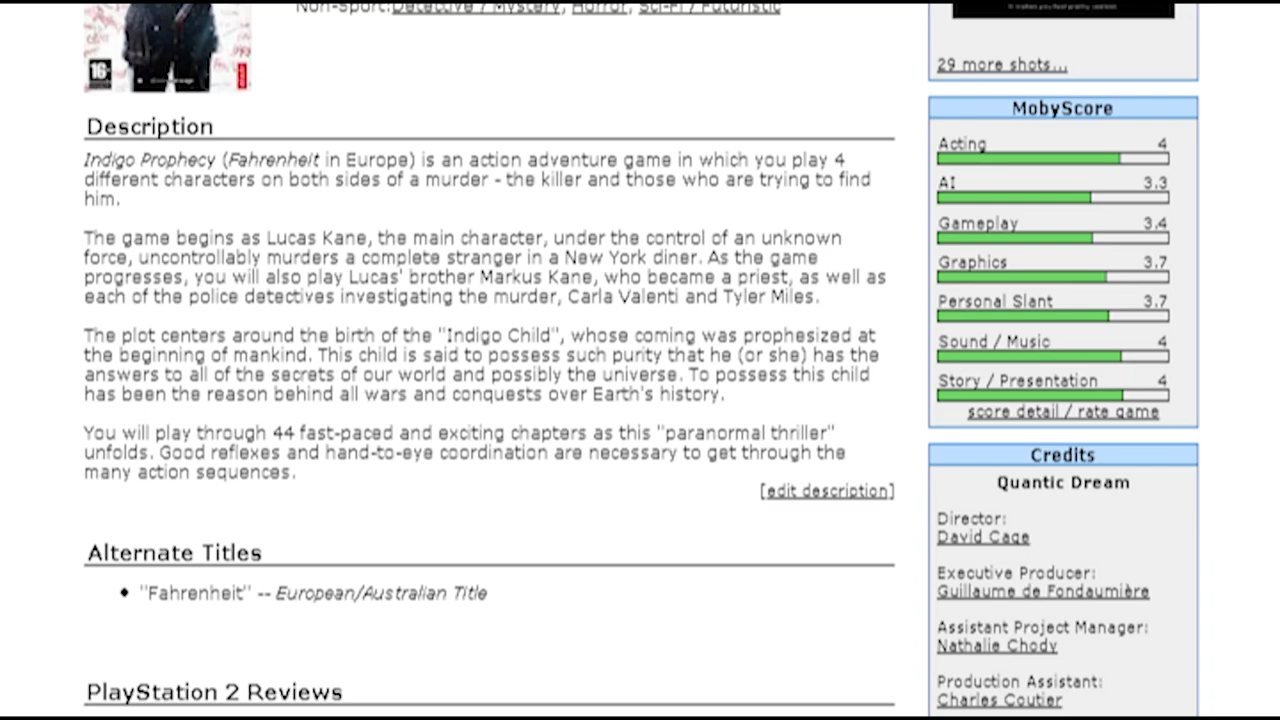 Non-Sport: Detective / Mystery, Horror, Sci-Fi / Futuristic
16+
Description
Indigo Prophecy (Fahrenheit in Europe) is an action adventure game in which you play 4
different characters on both sides of a murder - the killer and those who are trying to find
him.
The game begins as Lucas Kane, the main character, under the control of an unknown
force, uncontrollably murders a complete stranger in a New York diner. As the game
progresses, you will also play Lucas' brother Markus Kane, who became a priest, as well as
each of the police detectives investigating the murder, Carla Valenti and Tyler Miles.
The plot centers around the birth of the "Indigo Child", whose coming was prophesized at
the beginning of mankind. This child is said to possess such purity that he (or she) has the
answers to all of the secrets of our world and possibly the universe. To possess this child
has been the reason behind all wars and conquests over Earth's history.
You will play through 44 fast-paced and exciting chapters as this "paranormal thriller"
unfolds. Good reflexes and hand-to-eye coordination are necessary to get through the
many action sequences.
[edit description]
Alternate Titles
• "Fahrenheit" -- European/Australian Title
PlayStation 2 Reviews
29 more shots...
MobyScore
Acting 4
AI 3.3
Gameplay 3.4
Graphics 3.7
Personal Slant 3.7
Sound / Music 4
Story / Presentation 4
score detail / rate game
Credits
Quantic Dream
Director:
David Cage
Executive Producer:
Guillaume de Fondaumière
Assistant Project Manager:
Nathalie Chody
Production Assistant:
Charles Coutier